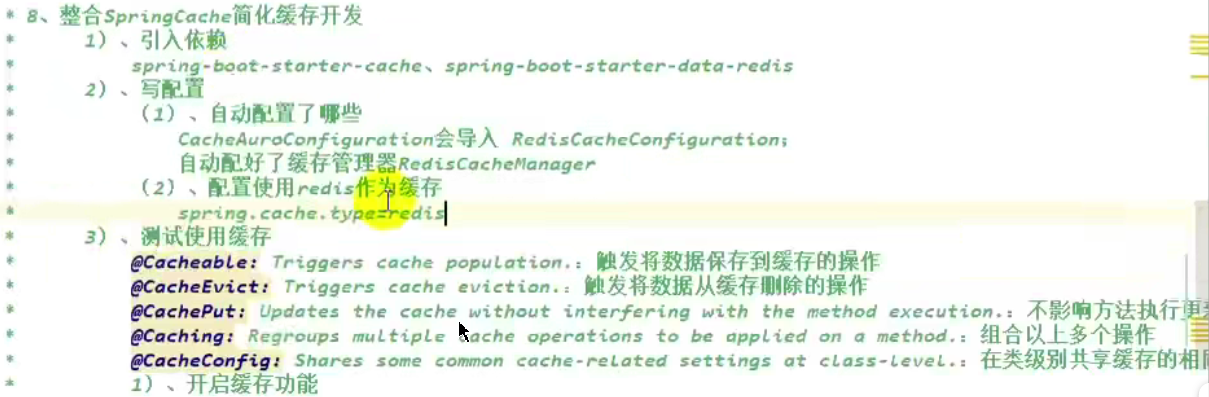 * 8、整合SpringCache简化缓存开发
* 1）、引入依赖
* spring-boot-starter-cache、spring-boot-starter-data-redis
* 2）、写配置
* （1）、自动配置了哪些
* CacheAuroConfiguration会导入 RedisCacheConfiguration；
* 自动配好了缓存管理器RedisCacheManager
* （2）、配置使用redis作为缓存
* spring.cache.type=redis
* 3）、测试使用缓存
* @Cacheable: Triggers cache population.：触发将数据保存到缓存的操作
* @CacheEvict: Triggers cache eviction.：触发将数据从缓存删除的操作
* @CachePut: Updates the cache without interfering with the method execution.：不影响方法执行更
* @Caching: Regroups multiple cache operations to be applied on a method.：组合以上多个操作
* @CacheConfig: Shares some common cache-related settings at class-level.：在类级别共享缓存的相同
* 1）、开启缓存功能